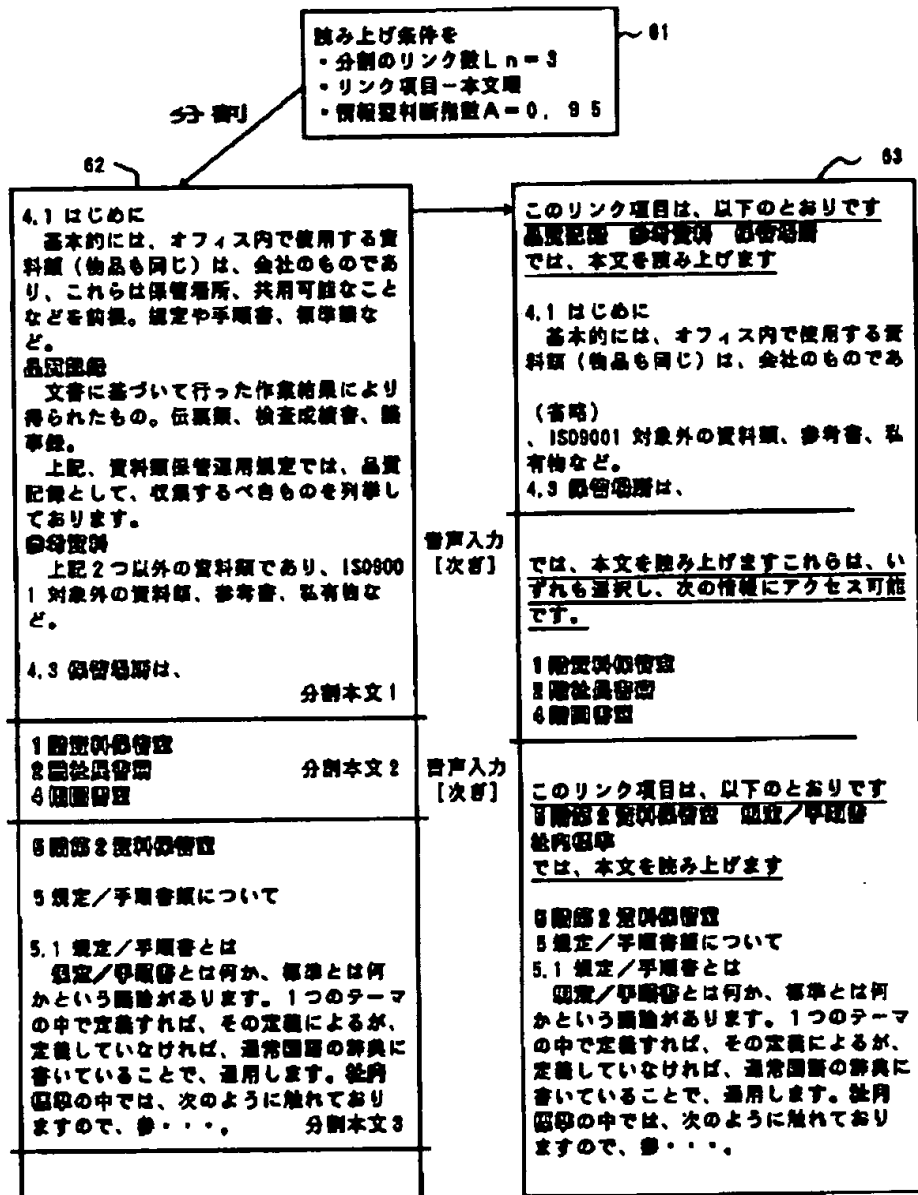 読み上げ条件を
・分割のリンク数Ln=3
・リンク項目－本文順
・情報型判断指数A=0．95
61
分割
62
4.1 はじめに
基本的には、オフィス内で使用する資
料類（物品も同じ）は、会社のものであ
り、これらは保管場所、共用可能なこと
などを前後。規定や手順書、標準類な
ど。
品質記録
文書に基づいて行った作業結果により
得られたもの。伝票類、検査成績書、議
事録。
上記、資料類保管運用規定では、品質
記録として、収集するべきものを列挙し
ております。
参考資料
上記2つ以外の資料類であり、ISO900
1 対象外の資料類、参考書、私有物な
ど。
4.3 保管場所は、
分割本文1
1階資料保管室
2階社長書斎
分割本文2
4階図書室
5階第2資料保管室
5 規定／手順書類について
5.1 規定／手順書とは
規定／手順書とは何か、標準とは何
かという議論があります。1つのテーマ
の中で定義すれば、その定義によるが、
定義していなければ、通常国語の辞典に
書いていることで、通用します。社内
標準の中では、次のように触れており
ますので、参・・・。
分割本文3
音声入力
［次ぎ］
音声入力
［次ぎ］
63
このリンク項目は、以下のとおりです
品質記録 参考資料 保管場所
では、本文を読み上げます
4.1 はじめに
基本的には、オフィス内で使用する資
料類（物品も同じ）は、会社のものであ
（省略）
、ISO9001 対象外の資料類、参考書、私
有物など。
4.3 保管場所は、
では、本文を読み上げますこれらは、い
ずれも選択し、次の情報にアクセス可能
です。
1階資料保管室
2階社長書斎
4階図書室
このリンク項目は、以下のとおりです
5階第2資料保管室 規定／手順書
社内標準
では、本文を読み上げます
5階第2資料保管室
5 規定／手順書類について
5.1 規定／手順書とは
規定／手順書とは何か、標準とは何
かという議論があります。1つのテーマ
の中で定義すれば、その定義によるが、
定義していなければ、通常国語の辞典に
書いていることで、通用します。社内
標準の中では、次のように触れており
ますので、参・・・。